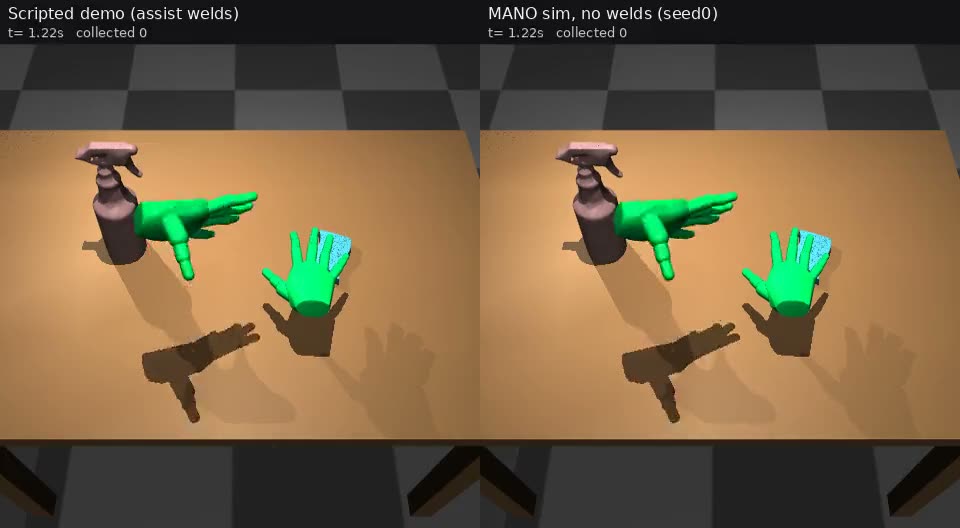 Scripted demo (assist welds)
t= 1.22s   collected 0
MANO sim, no welds (seed0)
t= 1.22s   collected 0